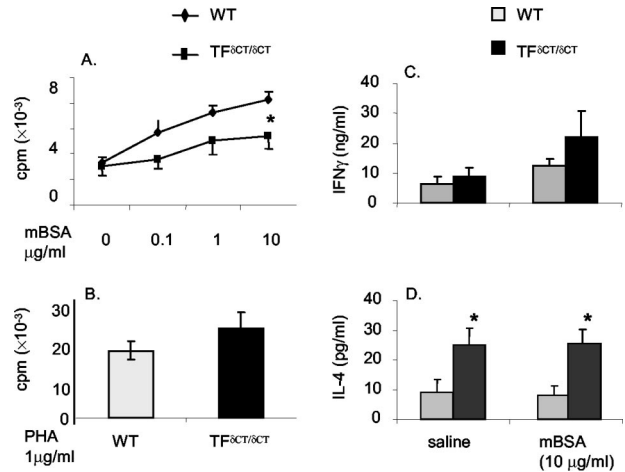 WT
TFδCT/δCT
A.
cpm (×10-3)
8
4
2
0
mBSA
μg/ml
0 0.1 1 10
*
B.
cpm (×10-3)
30
20
10
0
PHA
1μg/ml
WT TFδCT/δCT
WT
TFδCT/δCT
C.
IFNγ (ng/ml)
40
30
20
10
0
D.
IL-4 (pg/ml)
40
30
20
10
0
* *
saline mBSA
(10 μg/ml)